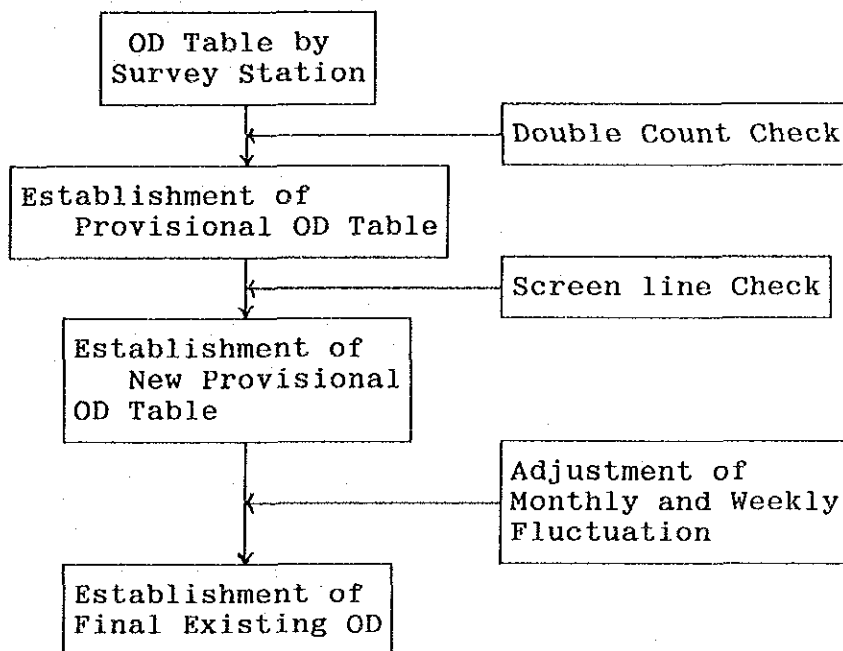 OD Table by
Survey Station
Double Count Check
Establishment of
Provisional OD Table
Screen line Check
Establishment of
New Provisional
OD Table
Adjustment of
Monthly and Weekly
Fluctuation
Establishment of
Final Existing OD